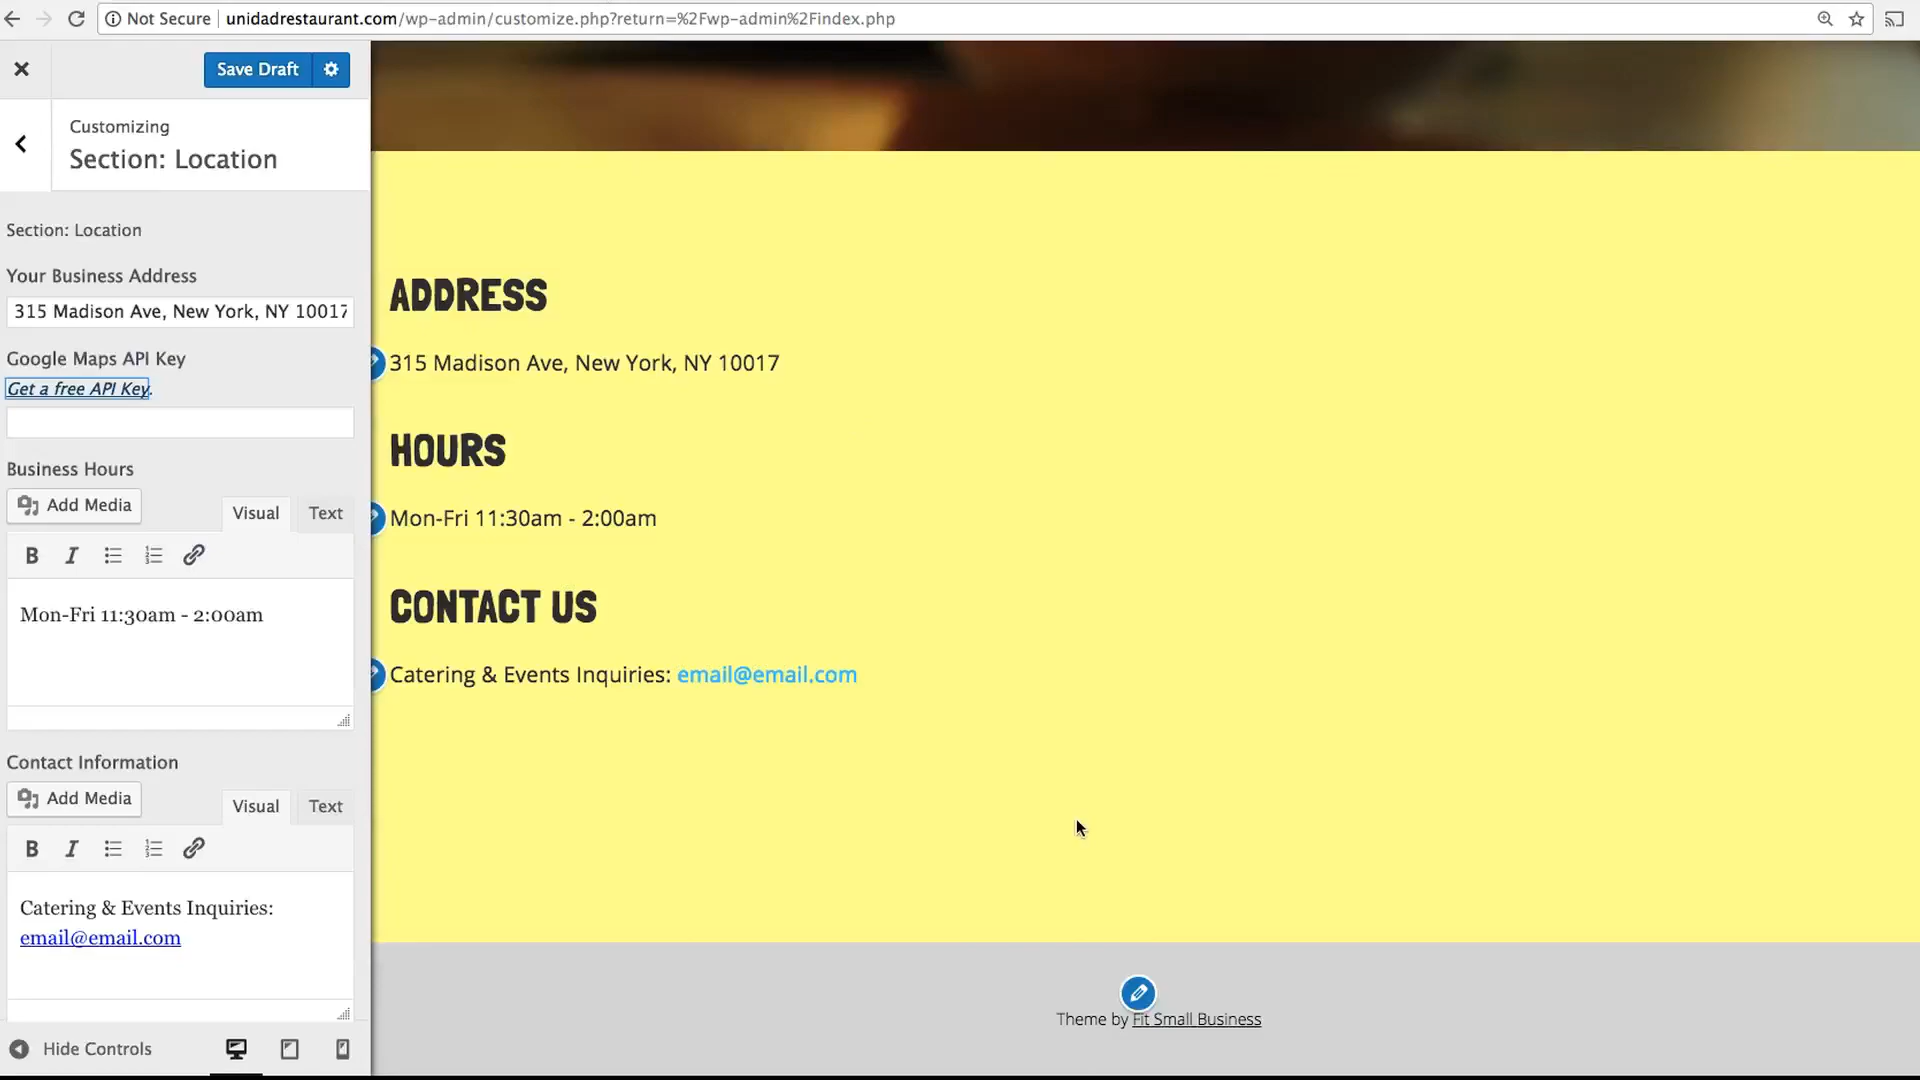 Not Secure
unidadrestaurant.com/wp-admin/customize.php?return=%2Fwp-admin%2Findex.php
Save Draft
Customizing
Section: Location
Section: Location
Your Business Address
315 Madison Ave, New York, NY 10017
Google Maps API Key
Get a free API Key.
Business Hours
Add Media
Visual
Text
B I
Mon-Fri 11:30am - 2:00am
Contact Information
Add Media
Visual
Text
B I
Catering & Events Inquiries:
email@email.com
Hide Controls
ADDRESS
315 Madison Ave, New York, NY 10017
HOURS
Mon-Fri 11:30am - 2:00am
CONTACT US
Catering & Events Inquiries: email@email.com
Theme by Fit Small Business